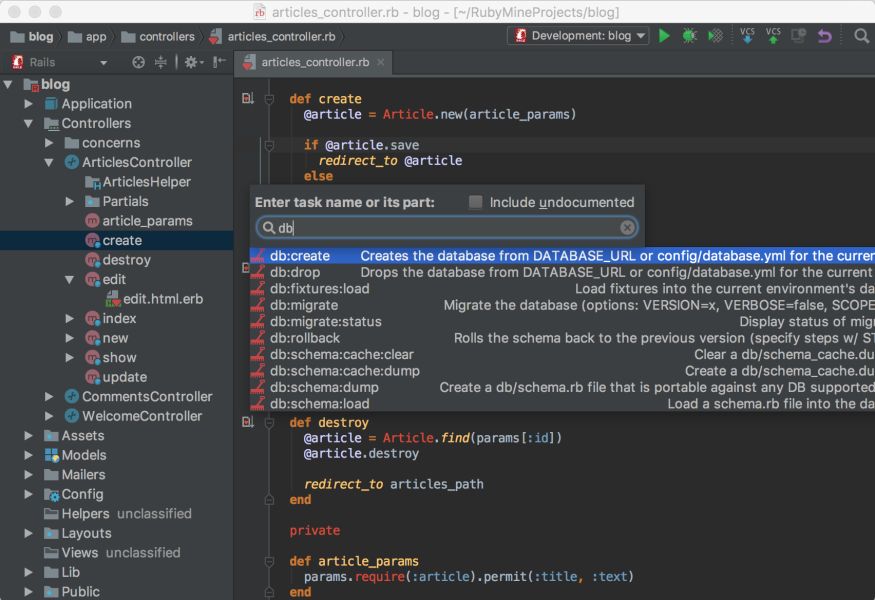 articles_controller.rb - blog - [~/RubyMineProjects/blog]
blog app controllers articles_controller.rb Development: blog VCS VCS
Rails articles_controller.rb
blog
Application
Controllers
concerns
ArticlesController
ArticlesHelper
Partials
article_params
create
destroy
edit
edit.html.erb
index
new
show
update
CommentsController
WelcomeController
Assets
Models
Mailers
Config
Helpers unclassified
Layouts
Views unclassified
Lib
Public
def create
@article = Article.new(article_params)
if @article.save
redirect_to @article
else
Enter task name or its part: Include undocumented
db
db:create Creates the database from DATABASE_URL or config/database.yml for the current
db:drop Drops the database from DATABASE_URL or config/database.yml for the current
db:fixtures:load Load fixtures into the current environment's da
db:migrate Migrate the database (options: VERSION=x, VERBOSE=false, SCOPE
db:migrate:status Display status of migr
db:rollback Rolls the schema back to the previous version (specify steps w/ ST
db:schema:cache:clear Clear a db/schema_cache.du
db:schema:cache:dump Create a db/schema_cache.du
db:schema:dump Create a db/schema.rb file that is portable against any DB supported
db:schema:load Load a schema.rb file into the da
def destroy
@article = Article.find(params[:id])
@article.destroy
redirect_to articles_path
end
private
def article_params
params.require(:article).permit(:title, :text)
end